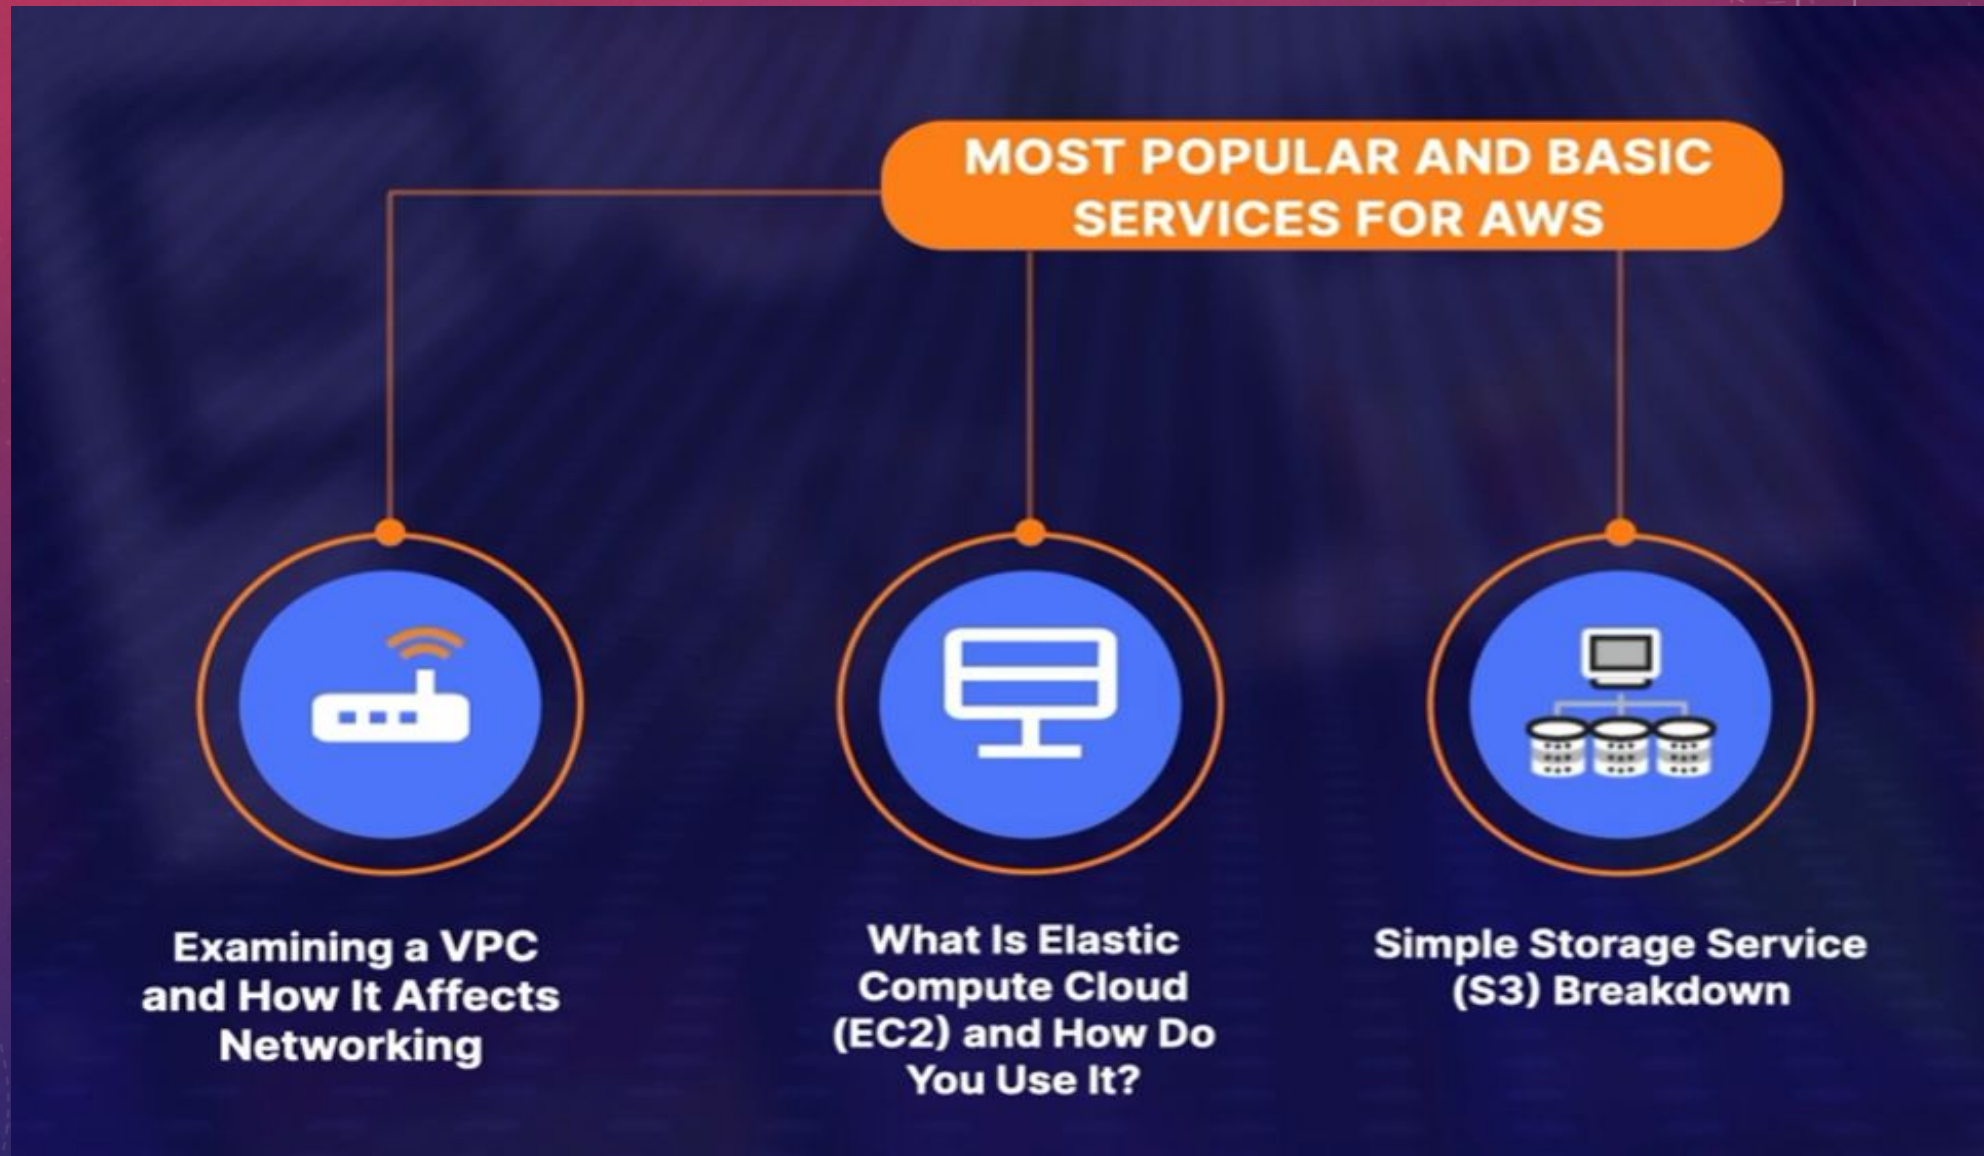 MOST POPULAR AND BASIC
SERVICES FOR AWS
Examining a VPC
and How It Affects
Networking
What Is Elastic
Compute Cloud
(EC2) and How Do
You Use It?
Simple Storage Service
(S3) Breakdown